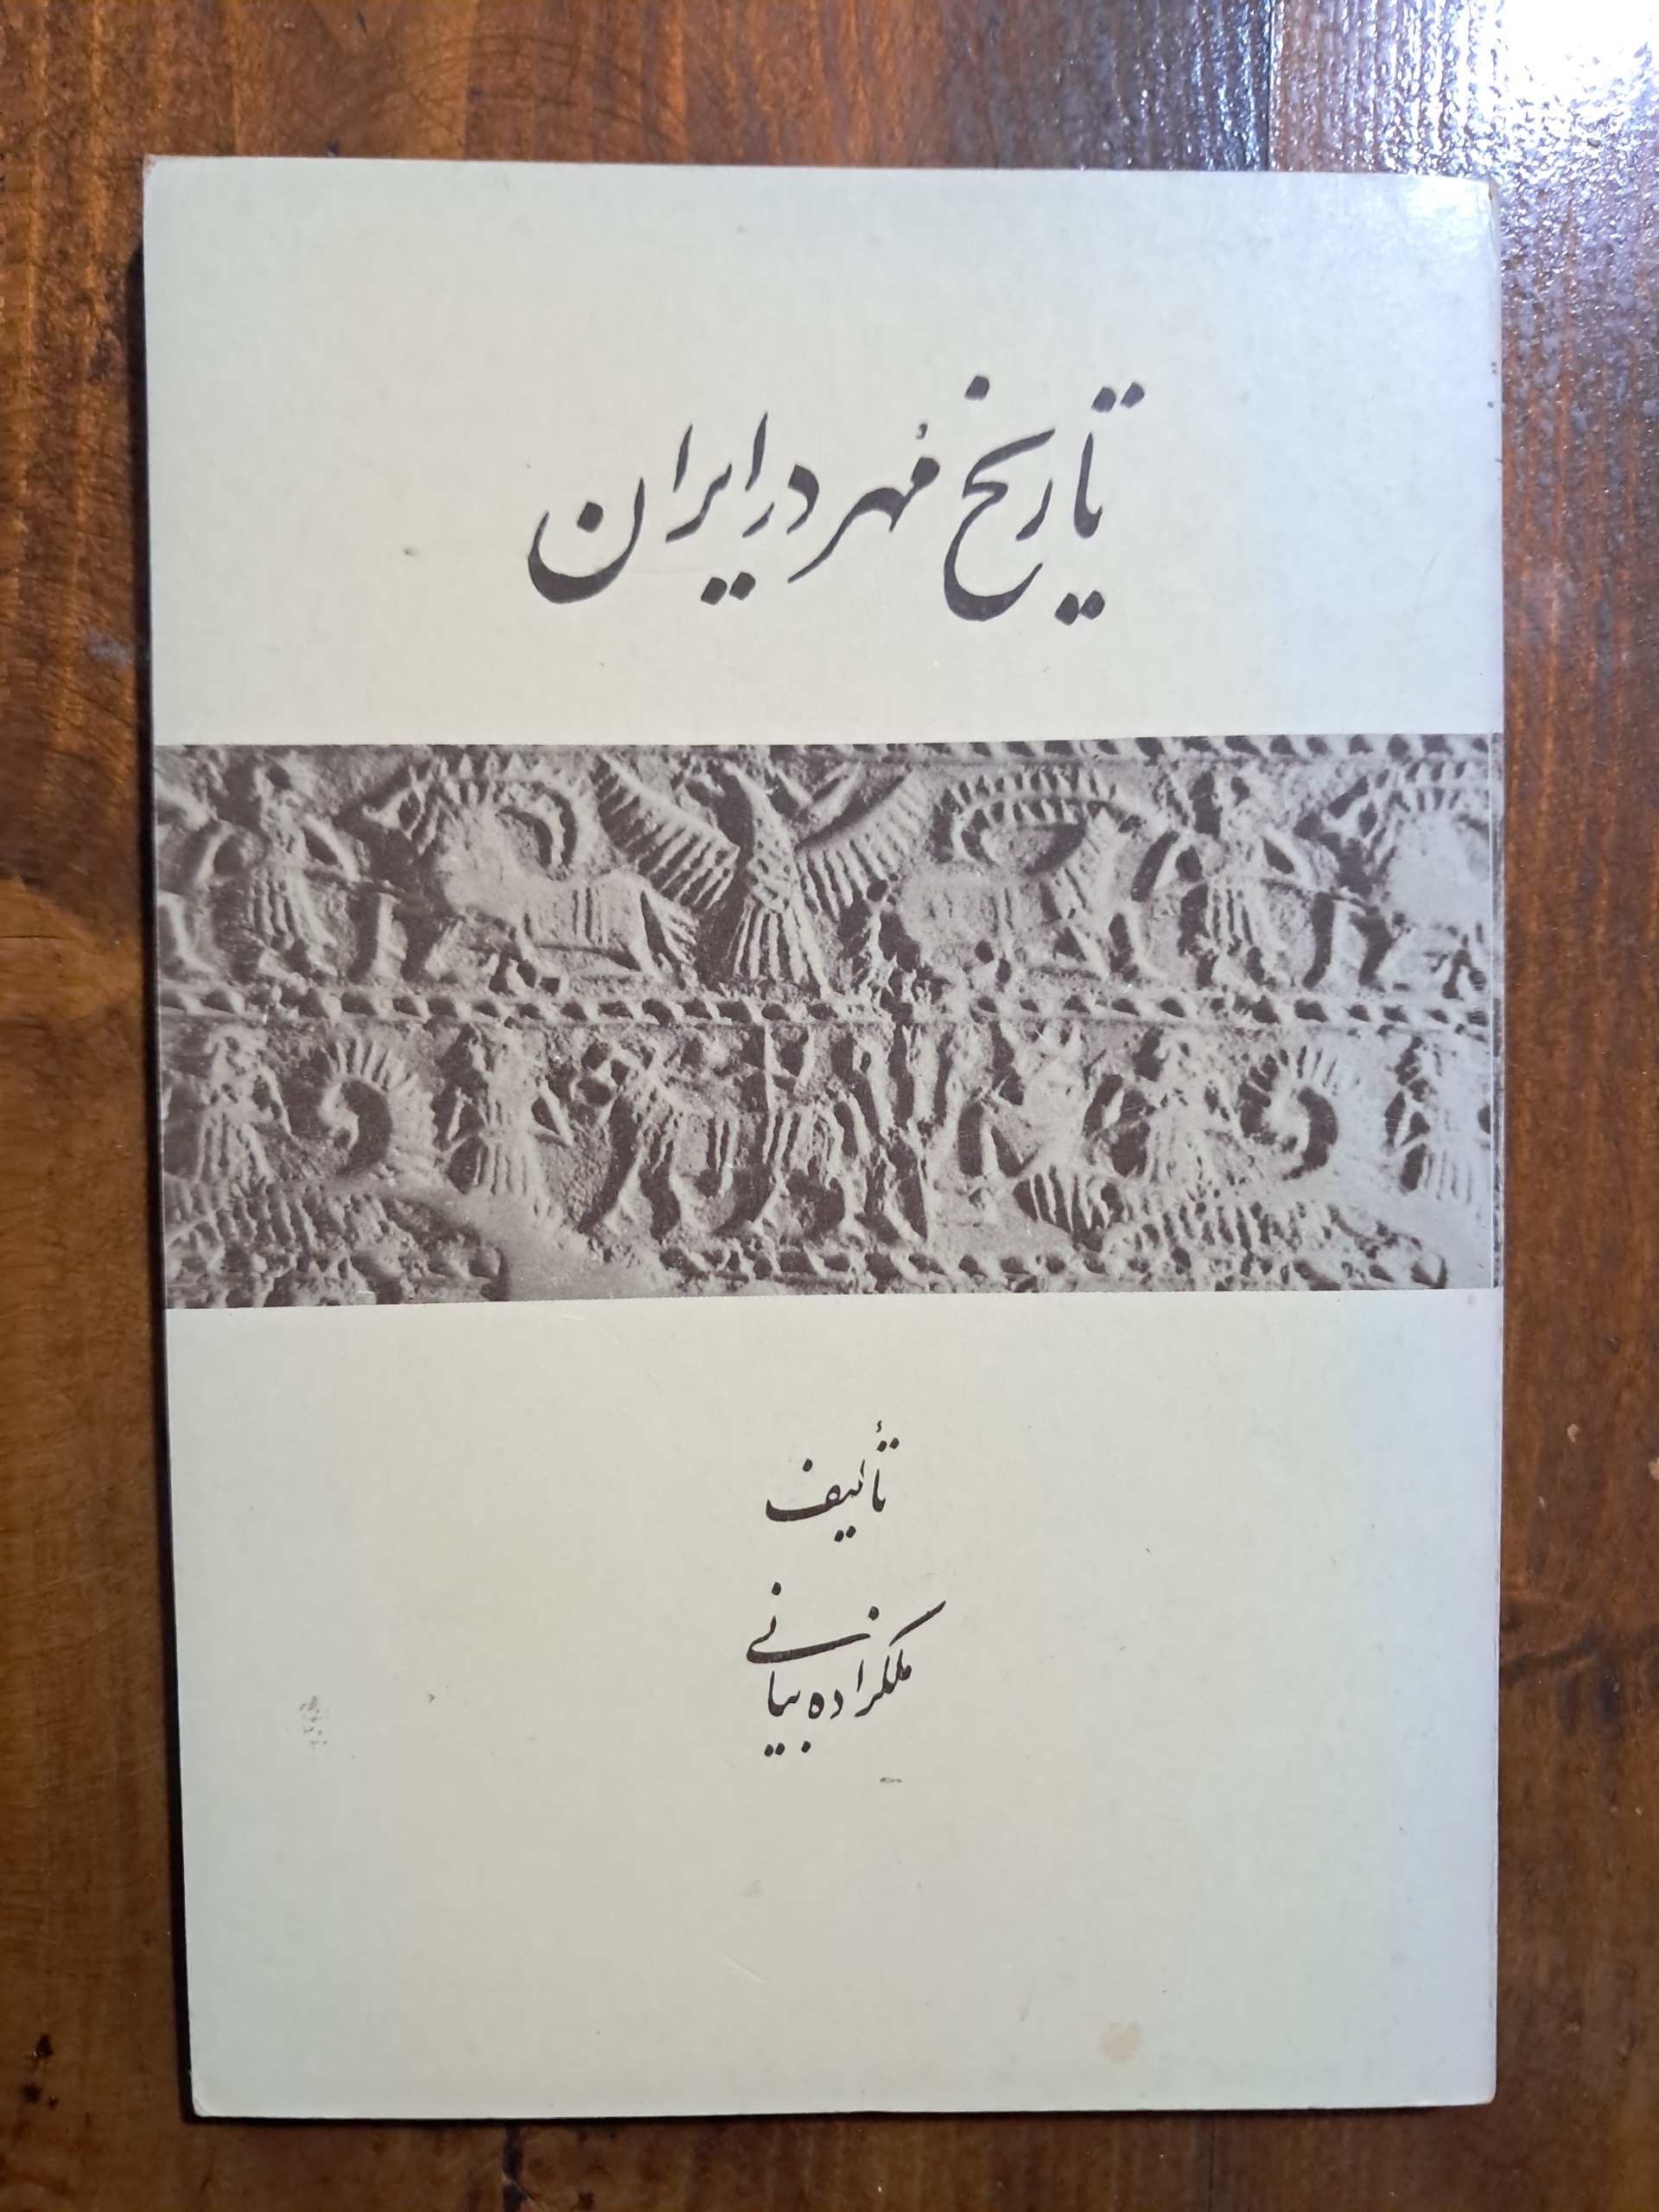 تاریخ مُهر در ایران
تألیف
ملکزاده بیانی